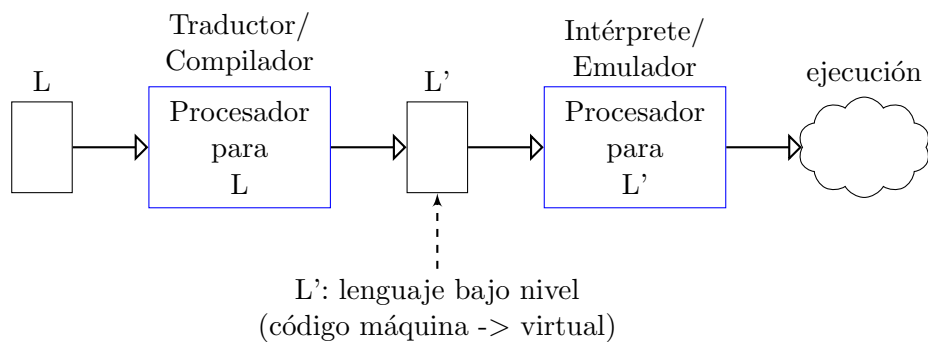 Traductor/
Compilador
Intérprete/
Emulador
ejecución
L
L'
Procesador
para
L
Procesador
para
L'
L': lenguaje bajo nivel
(código máquina -> virtual)